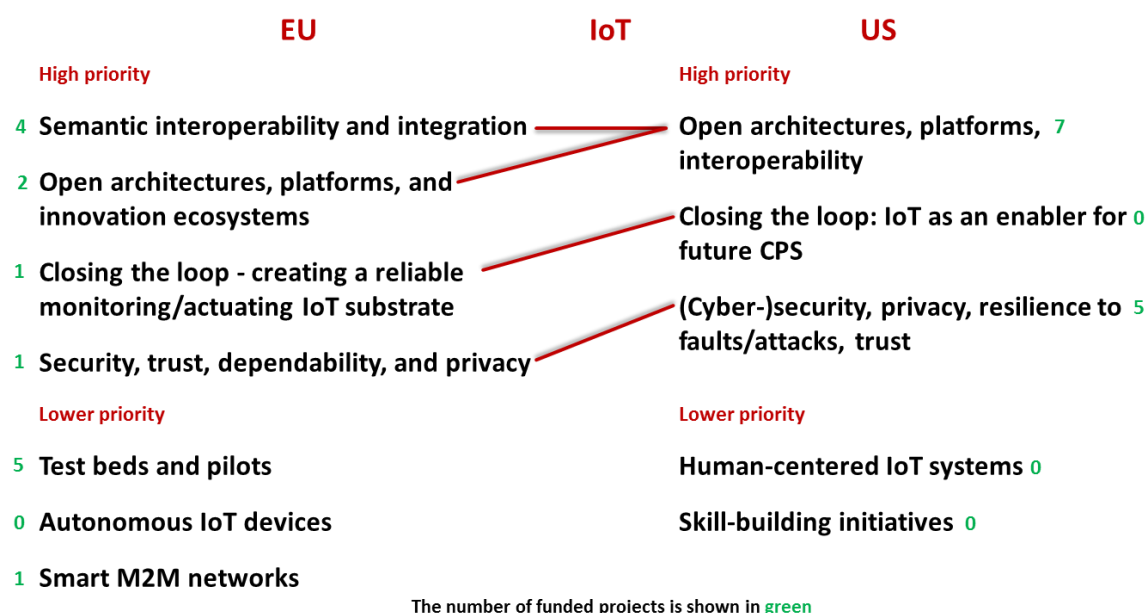 EU IoT US
High priority
4 Semantic interoperability and integration
2 Open architectures, platforms, and
innovation ecosystems
1 Closing the loop - creating a reliable
monitoring/actuating IoT substrate
1 Security, trust, dependability, and privacy
Lower priority
5 Test beds and pilots
0 Autonomous IoT devices
1 Smart M2M networks
High priority
Open architectures, platforms, 7
interoperability
Closing the loop: IoT as an enabler for 0
future CPS
(Cyber-)security, privacy, resilience to 5
faults/attacks, trust
Lower priority
Human-centered IoT systems 0
Skill-building initiatives 0
The number of funded projects is shown in green